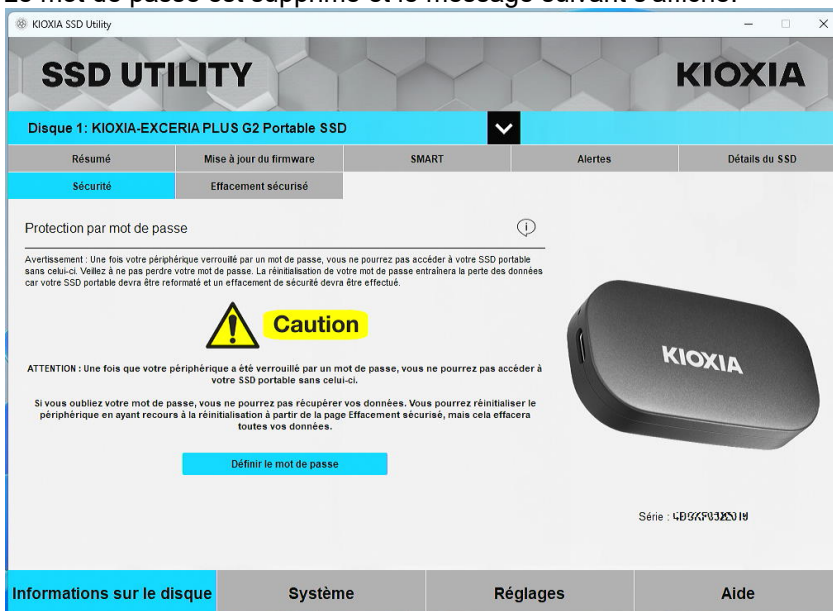 Le mot de passe est supprimé et le message suivant s'affiche.
KIOXIA SSD Utility
SSD UTILITY
KIOXIA
Disque 1: KIOXIA-EXCERIA PLUS G2 Portable SSD
Résumé
Mise à jour du firmware
SMART
Alertes
Détails du SSD
Sécurité
Effacement sécurisé
Protection par mot de passe
Avertissement : Une fois votre périphérique verrouillé par un mot de passe, vous ne pourrez pas accéder à votre SSD portable
sans celui-ci. Veillez à ne pas perdre votre mot de passe. La réinitialisation de votre mot de passe entraînera la perte des données
car votre SSD portable devra être reformaté et un effacement de sécurité devra être effectué.
Caution
ATTENTION : Une fois que votre périphérique a été verrouillé par un mot de passe, vous ne pourrez pas accéder à
votre SSD portable sans celui-ci.
Si vous oubliez votre mot de passe, vous ne pourrez pas récupérer vos données. Vous pourrez réinitialiser le
périphérique en ayant recours à la réinitialisation à partir de la page Effacement sécurisé, mais cela effacera
toutes vos données.
Définir le mot de passe
KIOXIA
Série :
Informations sur le disque
Système
Réglages
Aide